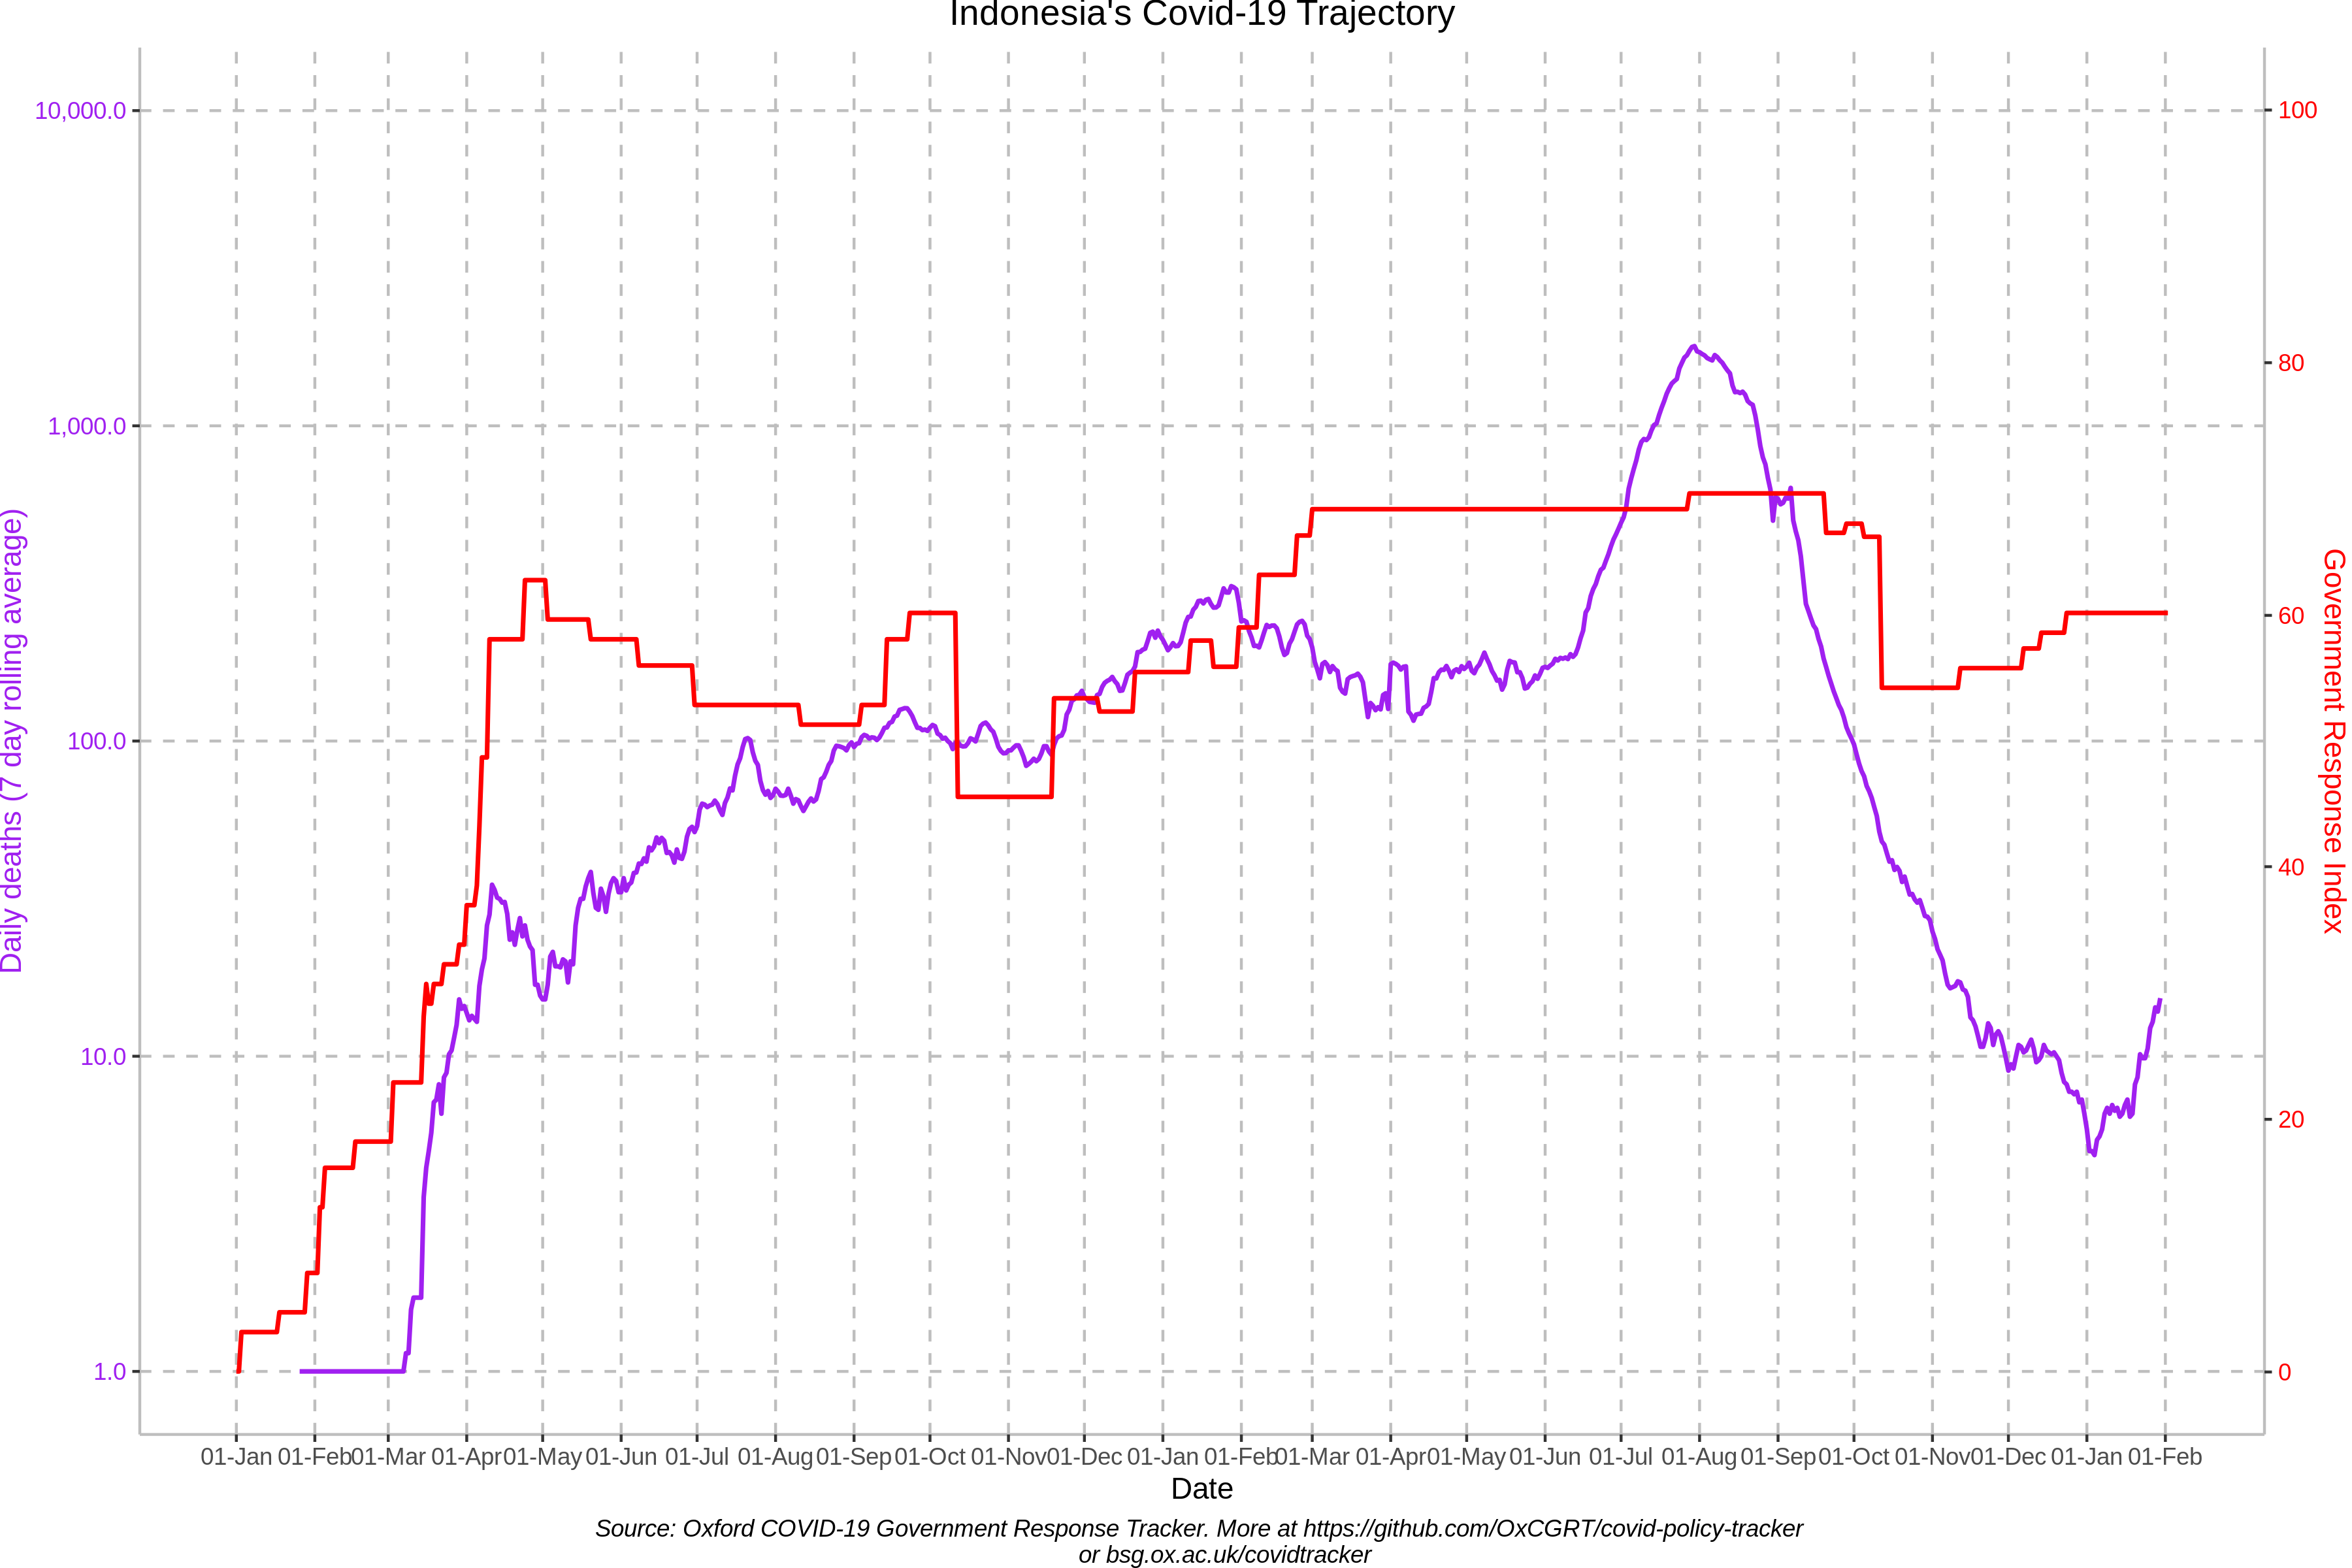 Indonesia's Covid-19 Trajectory
10,000.0
1,000.0
100.0
10.0
1.0
Daily deaths (7 day rolling average)
100
80
60
40
20
0
Government Response Index
01-Jan 01-Feb 01-Mar 01-Apr 01-May 01-Jun 01-Jul 01-Aug 01-Sep 01-Oct 01-Nov 01-Dec 01-Jan 01-Feb 01-Mar 01-Apr 01-May 01-Jun 01-Jul 01-Aug 01-Sep 01-Oct 01-Nov 01-Dec 01-Jan 01-Feb
Date
Source: Oxford COVID-19 Government Response Tracker. More at https://github.com/OxCGRT/covid-policy-tracker
or bsg.ox.ac.uk/covidtracker